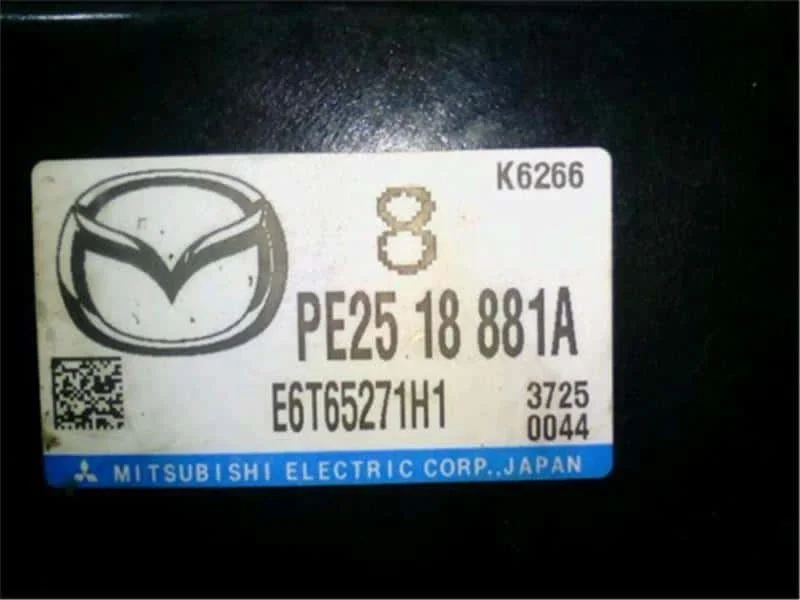 K6266
8
PE25 18 881A
E6T65271H1
3725
0044
MITSUBISHI ELECTRIC CORP.,JAPAN